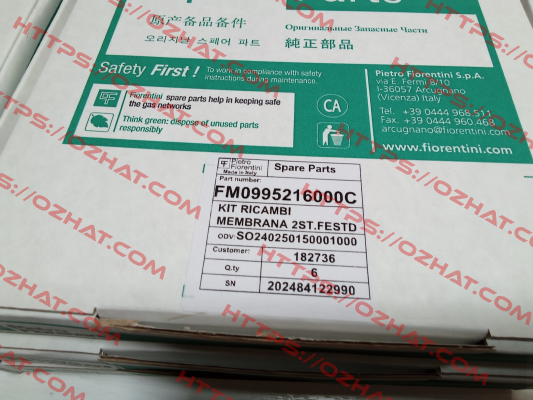 Parts
原产备品备件
Оригинальные Запасные Части
오리지날 스페어 파트
純正部品
Safety First !
To work in compliance with safety
instructions during maintenance.
Fiorentini spare parts help in keeping safe
the gas networks
Think green: dispose of unused parts
responsibly
CA
Pietro Fiorentini S.p.A.
via E. Fermi 8/10
I-36057 Arcugnano
(Vicenza) Italy
Tel. +39 0444 968.511
Fax. +39 0444 960.468
arcugnano@fiorentini.com
www.fiorentini.com
Pietro
Fiorentini
Made in Italy
Spare Parts
Part number:
FM0995216000C
KIT RICAMBI
MEMBRANA 2ST.FESTD
ODV: SO240250150001000
Customer: 182736
Q.ty 6
SN 202484122990
HTTPS://OZHAT.COM